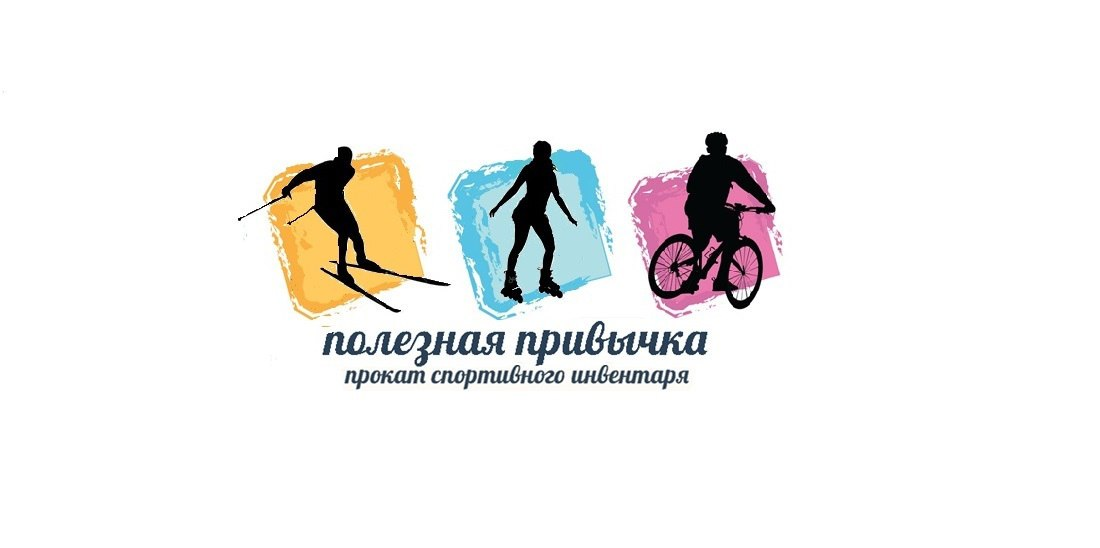 полезная привычка
прокат спортивного инвентаря